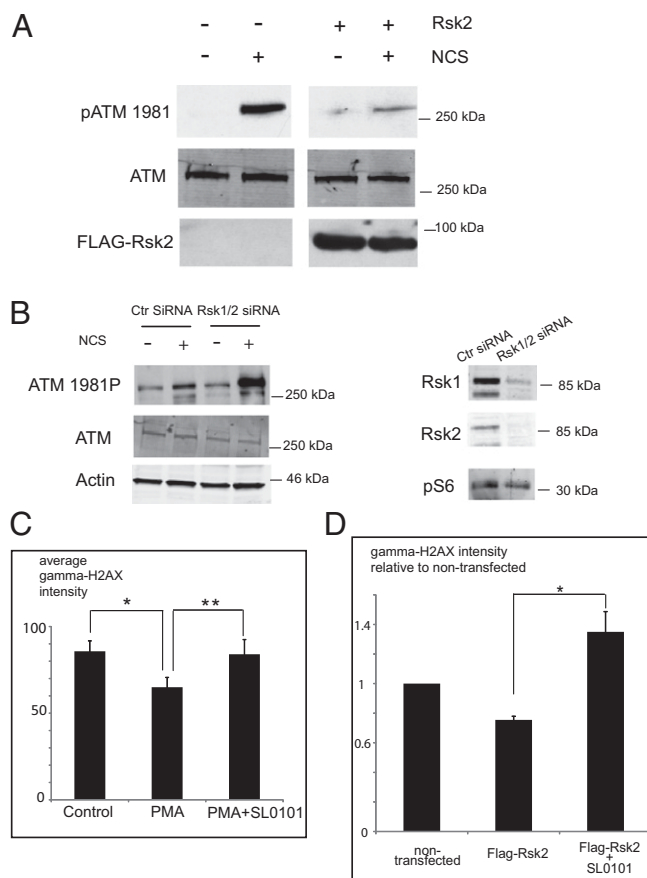 A
- - + + Rsk2
- + - + NCS
pATM 1981
250 kDa
ATM
250 kDa
FLAG-Rsk2
100 kDa
B
Ctr SiRNA Rsk1/2 siRNA
NCS - + - +
ATM 1981P
250 kDa
ATM
250 kDa
Actin
46 kDa
Ctr siRNA Rsk1/2 siRNA
Rsk1
85 kDa
Rsk2
85 kDa
pS6
30 kDa
C
average
gamma-H2AX
intensity
* **
100
50
0
Control PMA PMA+SL0101
D
gamma-H2AX intensity
relative to non-transfected
*
1.4
1
0.6
0
non-
transfected
Flag-Rsk2
Flag-Rsk2
+
SL0101